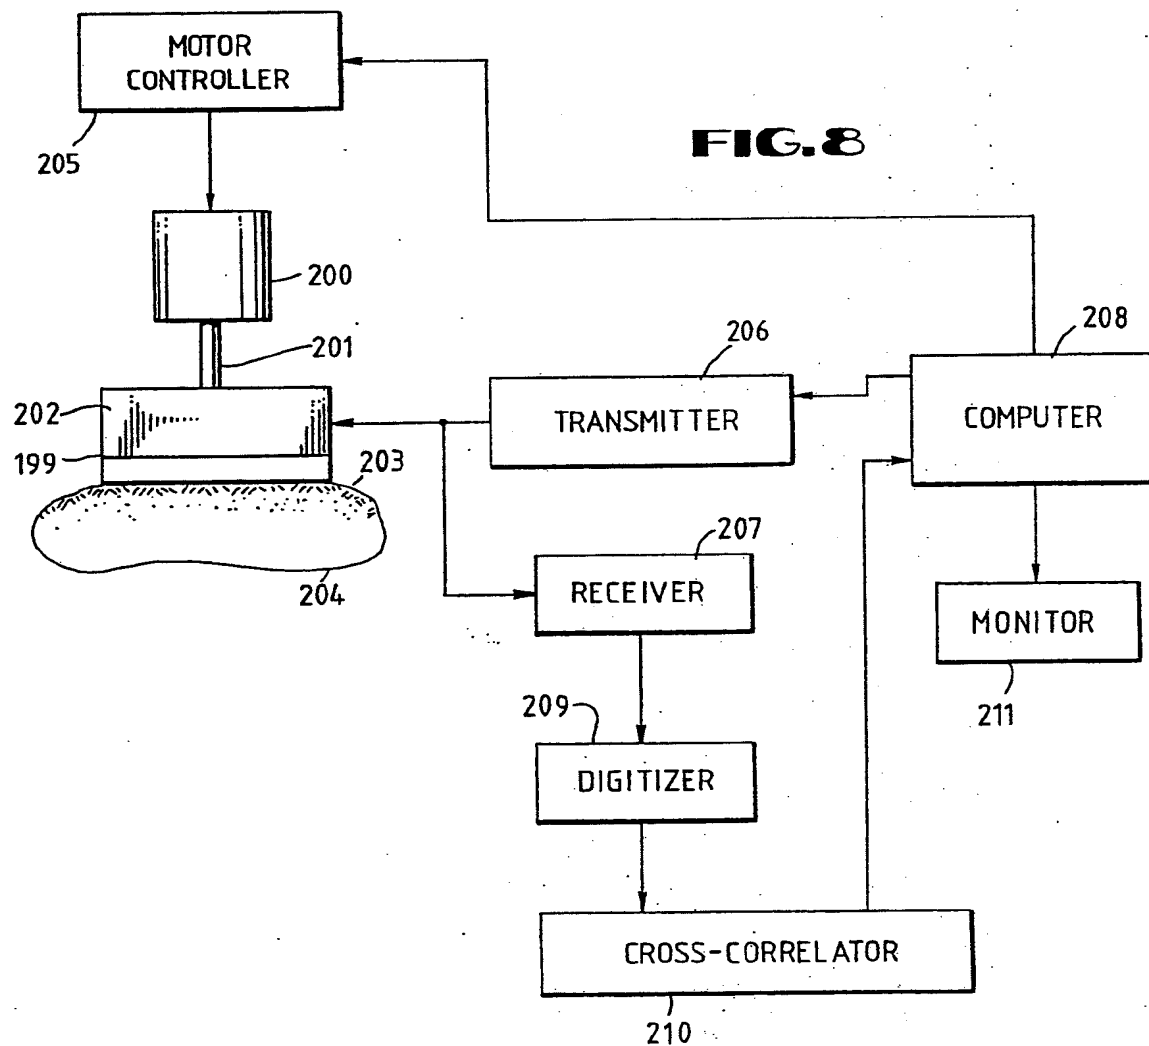 MOTOR
CONTROLLER
205
FIG.8
200
201
206
208
202
TRANSMITTER
COMPUTER
199
203
204
207
RECEIVER
MONITOR
211
209
DIGITIZER
CROSS-CORRELATOR
210